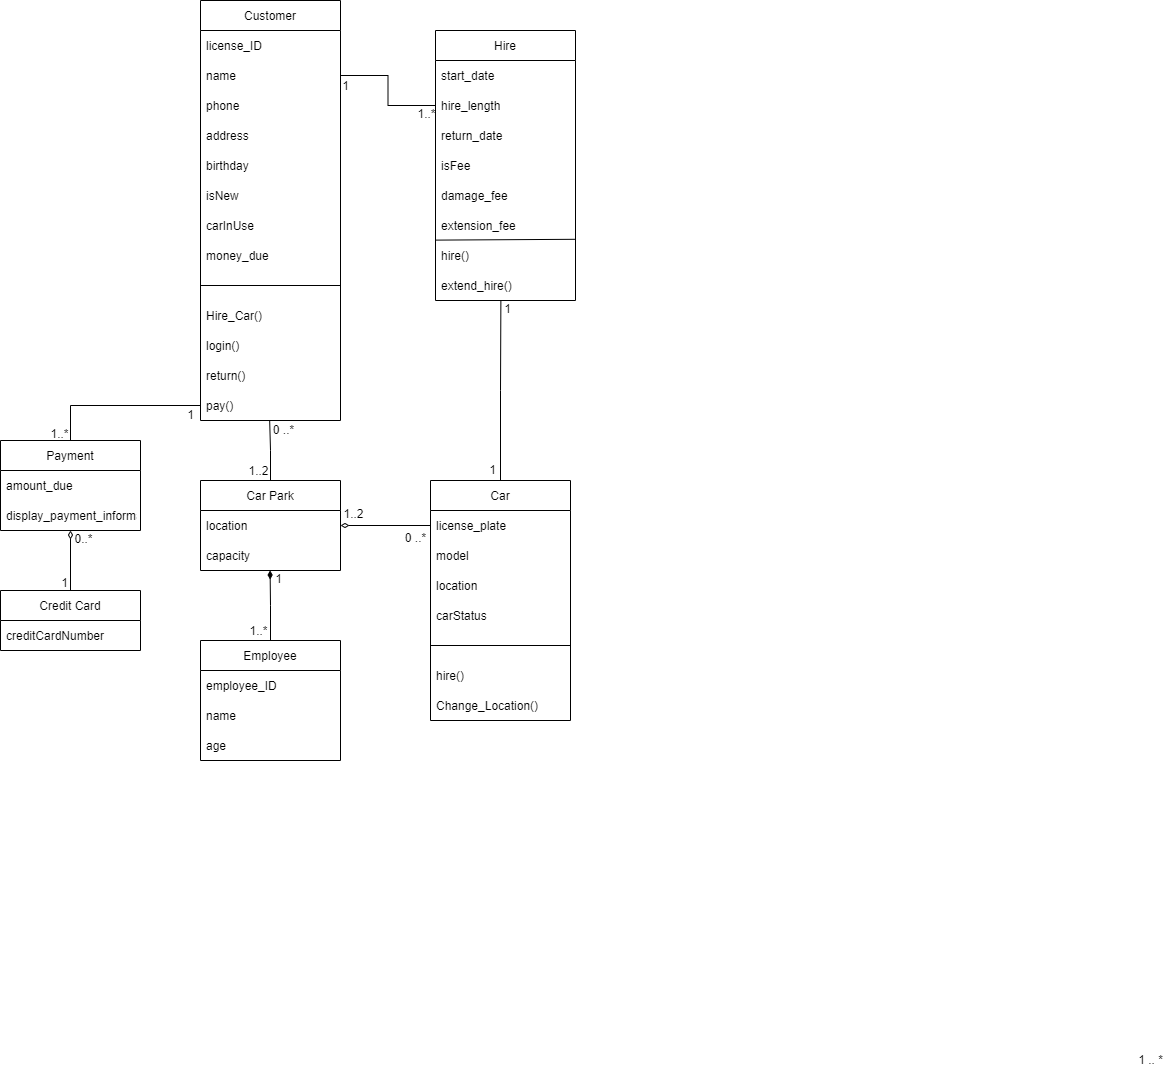 Customer
license_ID
name
phone
address
birthday
isNew
carInUse
money_due
Hire_Car()
login()
return()
pay()
Hire
start_date
hire_length
return_date
isFee
damage_fee
extension_fee
hire()
extend_hire()
1
1..*
1
1
1
1..*
0 ..*
1..2
Payment
amount_due
display_payment_inform
0..*
1
Credit Card
creditCardNumber
Car Park
location
capacity
1..2
0 ..*
1
1..*
Employee
employee_ID
name
age
Car
license_plate
model
location
carStatus
hire()
Change_Location()
1 .. *